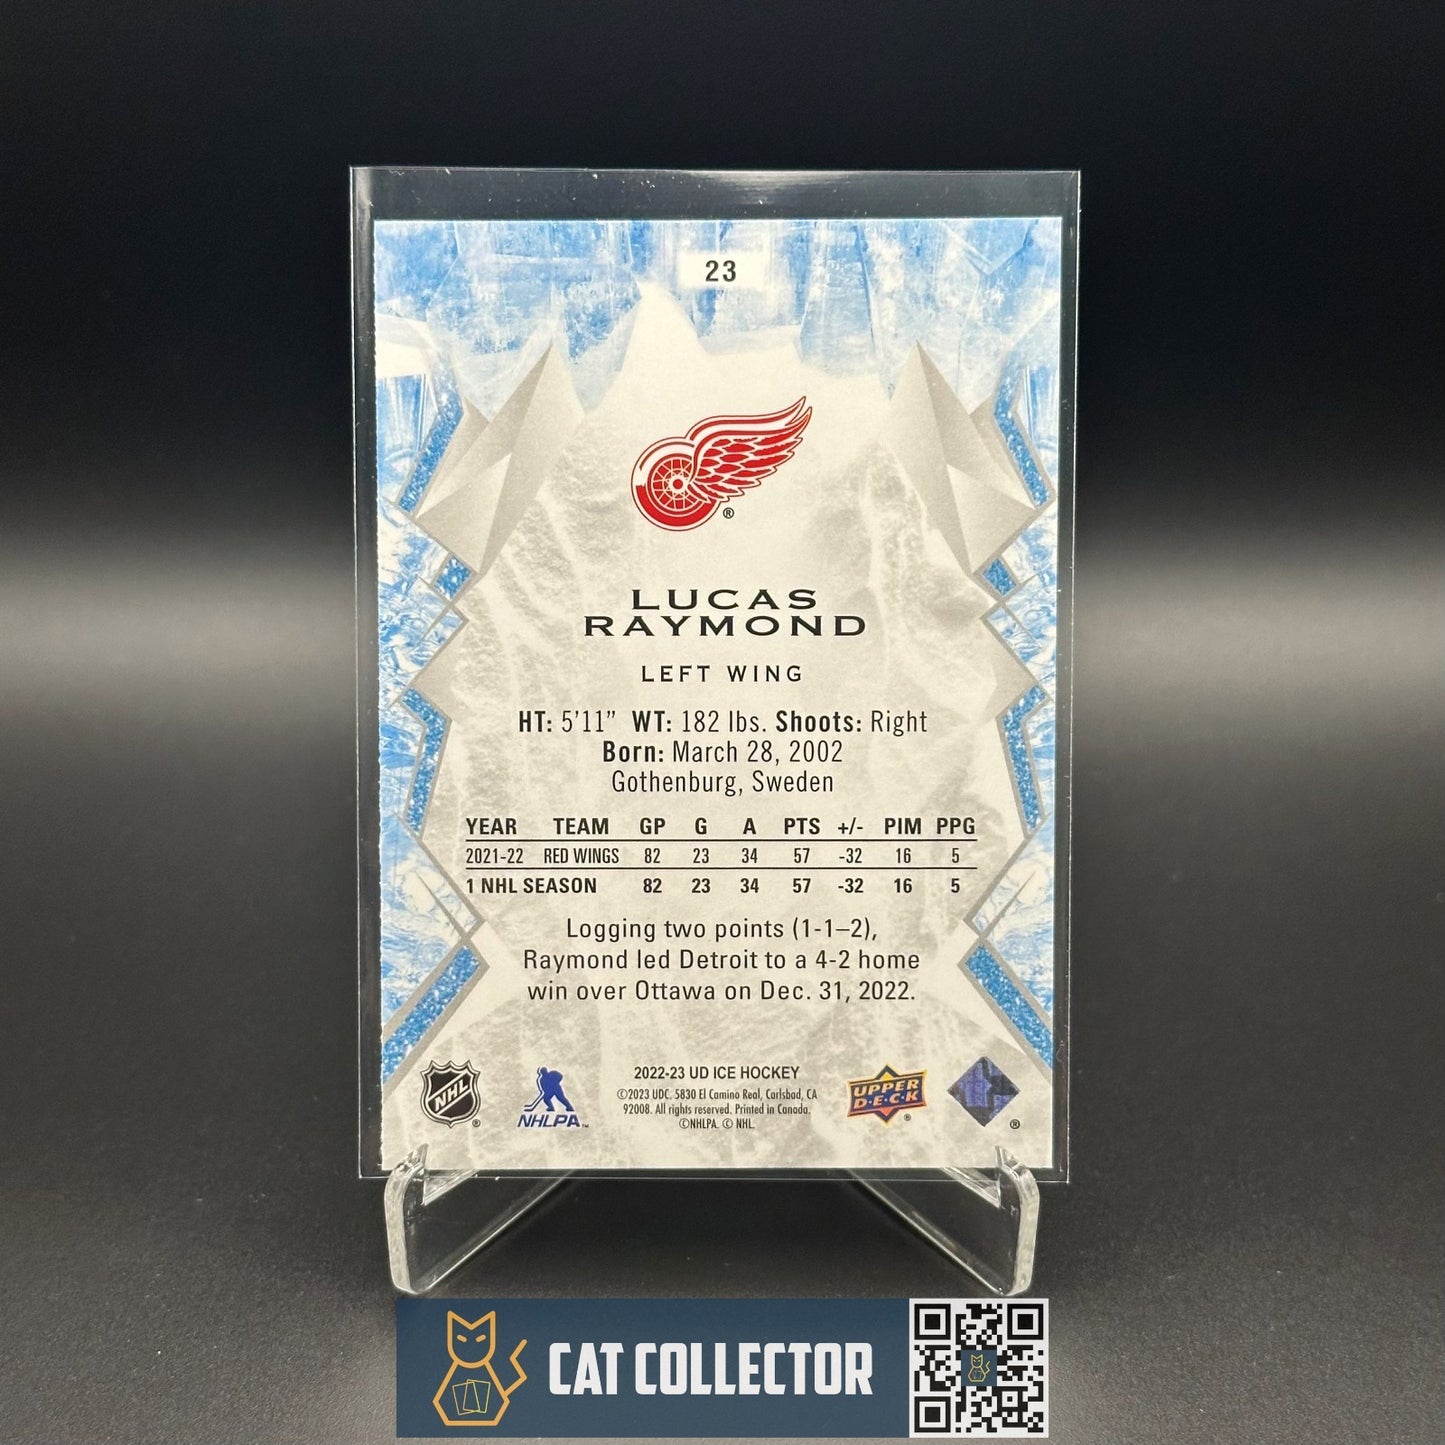 23
®
LUCAS
RAYMOND
LEFT WING
HT: 5'11" WT: 182 lbs. Shoots: Right
Born: March 28, 2002
Gothenburg, Sweden
YEAR TEAM GP G A PTS +/- PIM PPG
2021-22 RED WINGS 82 23 34 57 -32 16 5
1 NHL SEASON 82 23 34 57 -32 16 5
Logging two points (1-1–2),
Raymond led Detroit to a 4-2 home
win over Ottawa on Dec. 31, 2022.
NHL ®
NHLPA ™
2022-23 UD ICE HOCKEY
©2023 UDC. 5830 El Camino Real, Carlsbad, CA
92008. All rights reserved. Printed in Canada.
©NHLPA. © NHL.
UPPER
D·E·C·K ®
®
CAT COLLECTOR